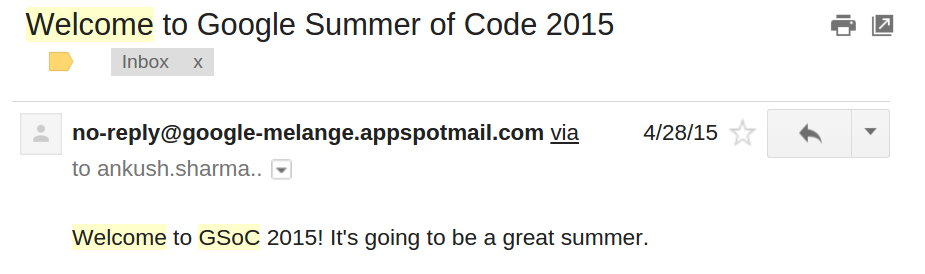 Welcome to Google Summer of Code 2015
Inbox x
no-reply@google-melange.appspotmail.com via 4/28/15
to ankush.sharma..
Welcome to GSoC 2015! It's going to be a great summer.